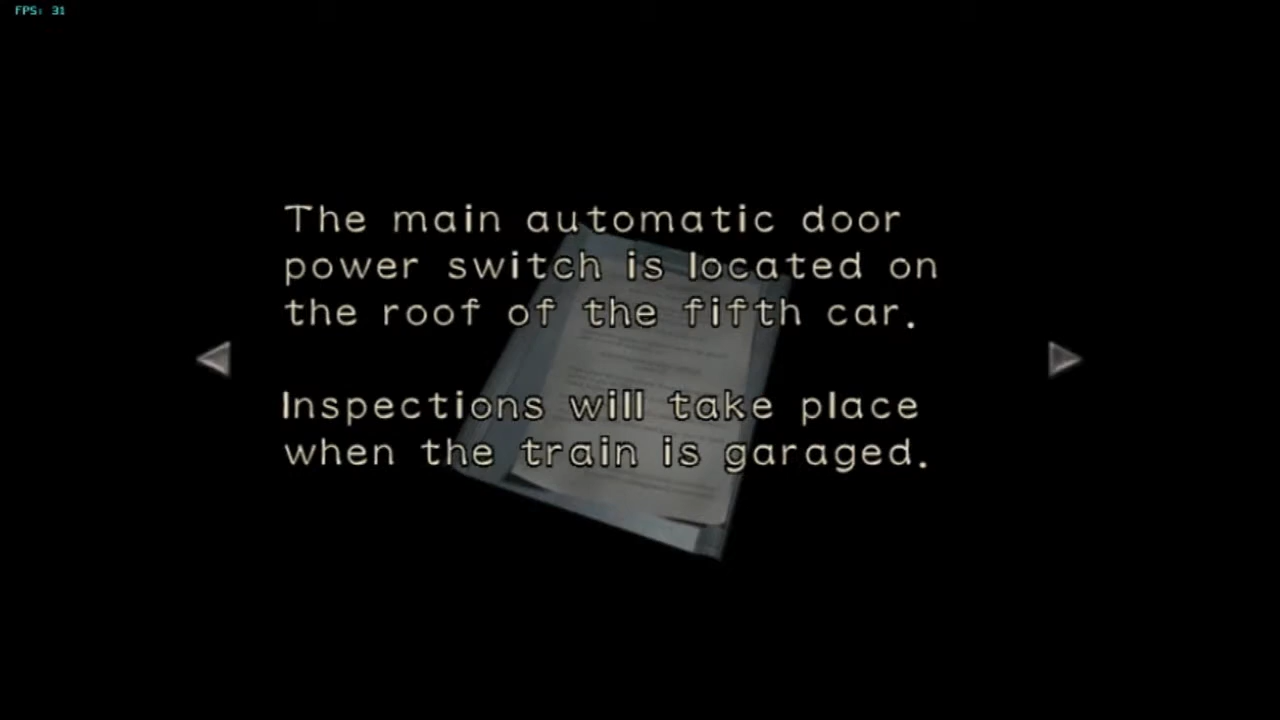 FPS: 31
The main automatic door
power switch is located on
the roof of the fifth car.
Inspections will take place
when the train is garaged.